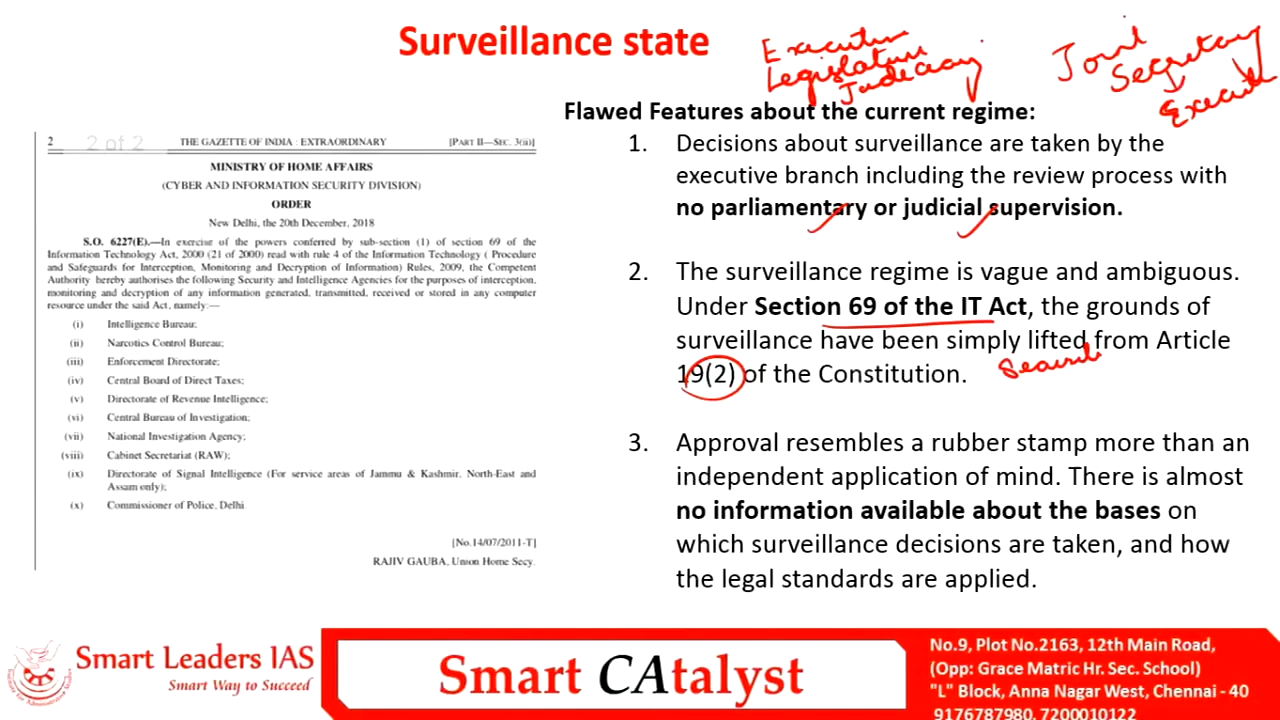 Surveillance state
Executive
Legislature
Judiciary
Joint
Secretary
2 2 of 2 THE GAZETTE OF INDIA : EXTRAORDINARY [PART II—SEC. 3(ii)]
MINISTRY OF HOME AFFAIRS
(CYBER AND INFORMATION SECURITY DIVISION)
ORDER
New Delhi, the 20th December, 2018
S.O. 6227(E).—In exercise of the powers conferred by sub-section (1) of section 69 of the
Information Technology Act, 2000 (21 of 2000) read with rule 4 of the Information Technology ( Procedure
and Safeguards for Interception, Monitoring and Decryption of Information) Rules, 2009, the Competent
Authority hereby authorises the following Security and Intelligence Agencies for the purposes of interception,
monitoring and decryption of any information generated, transmitted, received or stored in any computer
resource under the said Act, namely:—
(i) Intelligence Bureau;
(ii) Narcotics Control Bureau;
(iii) Enforcement Directorate;
(iv) Central Board of Direct Taxes;
(v) Directorate of Revenue Intelligence;
(vi) Central Bureau of Investigation;
(vii) National Investigation Agency;
(viii) Cabinet Secretariat (RAW);
(ix) Directorate of Signal Intelligence (For service areas of Jammu & Kashmir, North-East and
Assam only);
(x) Commissioner of Police, Delhi.
[No.14/07/2011-T]
RAJIV GAUBA, Union Home Secy.
Flawed Features about the current regime:
1. Decisions about surveillance are taken by the
executive branch including the review process with
no parliamentary or judicial supervision.
2. The surveillance regime is vague and ambiguous.
Under Section 69 of the IT Act, the grounds of
surveillance have been simply lifted from Article
19(2) of the Constitution.
3. Approval resembles a rubber stamp more than an
independent application of mind. There is almost
no information available about the bases on
which surveillance decisions are taken, and how
the legal standards are applied.
Smart Leaders IAS
Smart Way to Succeed
Smart CAtalyst
No.9, Plot No.2163, 12th Main Road,
(Opp: Grace Matric Hr. Sec. School)
"L" Block, Anna Nagar West, Chennai - 40
9176787980, 7200010122